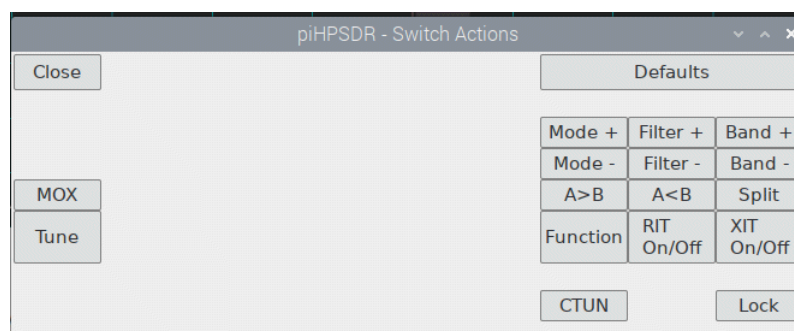 piHPSDR - Switch Actions
Close Defaults
Mode + Filter + Band +
Mode - Filter - Band -
MOX A>B A<B Split
Tune Function RIT On/Off XIT On/Off
CTUN Lock